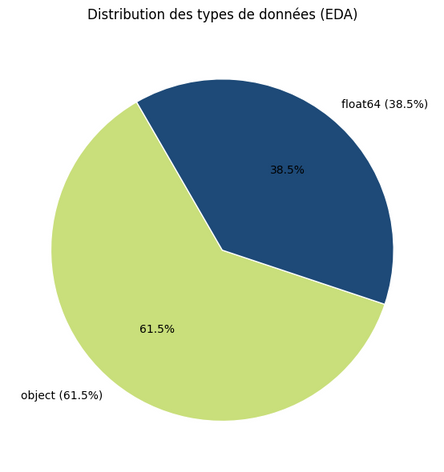 Distribution des types de données (EDA)
float64 (38.5%)
38.5%
61.5%
object (61.5%)